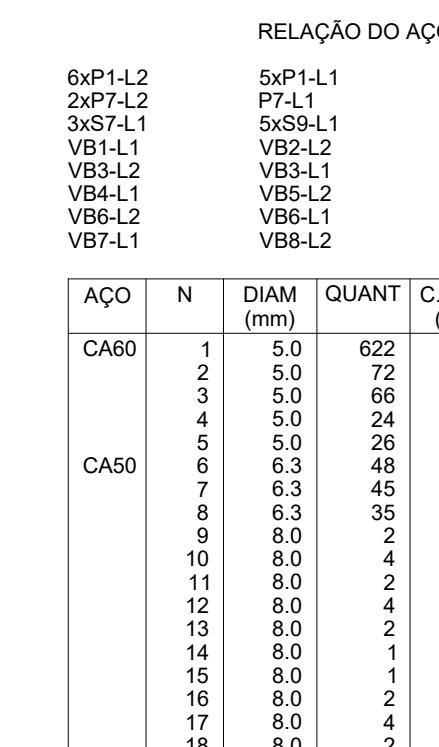 RELAÇÃO DO AÇO
6xP1-L2 5xP1-L1
2xP7-L2 P7-L1
3xS7-L1 5xS9-L1
VB1-L1 VB2-L2
VB3-L2 VB3-L1
VB4-L1 VB5-L2
VB6-L2 VB6-L1
VB7-L1 VB8-L2
AÇO N DIAM QUANT C.
(mm) (
CA60 1 5.0 622
2 5.0 72
3 5.0 66
4 5.0 24
5 5.0 26
CA50 6 6.3 48
7 6.3 45
8 6.3 35
9 8.0 2
10 8.0 4
11 8.0 2
12 8.0 4
13 8.0 2
14 8.0 1
15 8.0 1
16 8.0 2
17 8.0 4
18 8.0 2